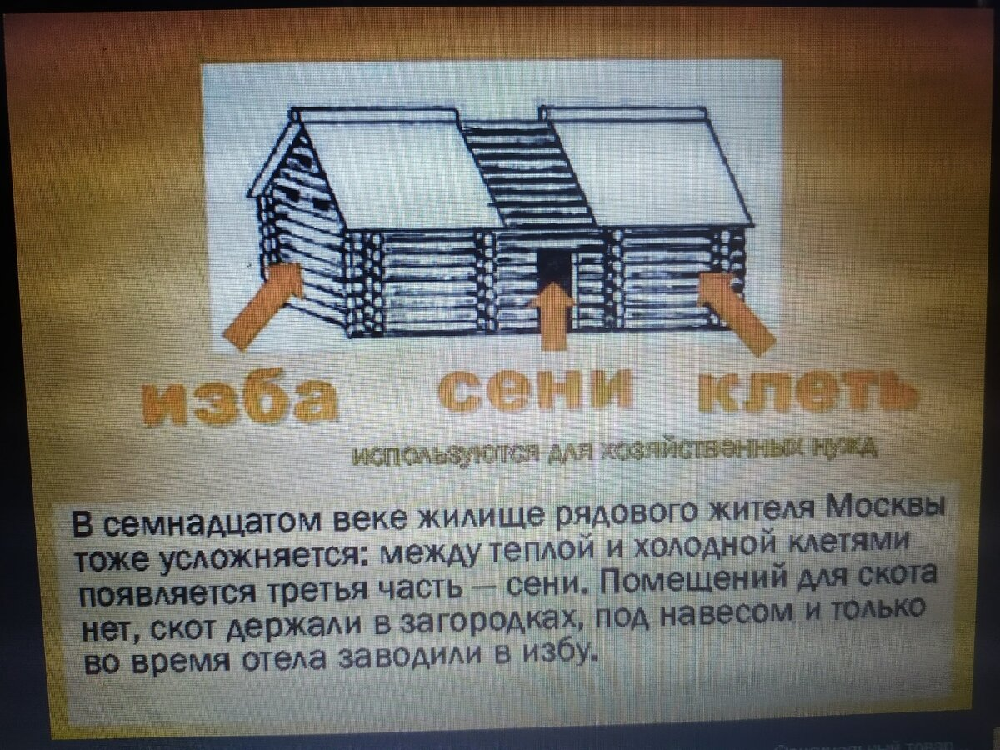 изба сени клеть
используются для хозяйственных нужд
В семнадцатом веке жилище рядового жителя Москвы
тоже усложняется: между теплой и холодной клетями
появляется третья часть — сени. Помещений для скота
нет, скот держали в загородках, под навесом и только
во время отела заводили в избу.
Оригинальный товар